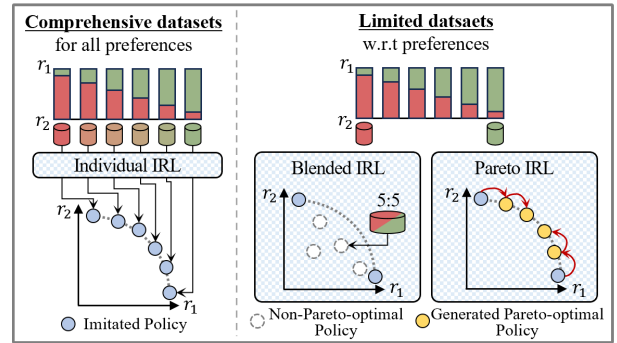 Comprehensive datasets
for all preferences
r1
r2
Individual IRL
r2
r1
Imitated Policy
Limited datsaets
w.r.t preferences
r1
r2
Blended IRL
r2
5:5
r1
Pareto IRL
r2
r1
Non-Pareto-optimal
Policy
Generated Pareto-optimal
Policy